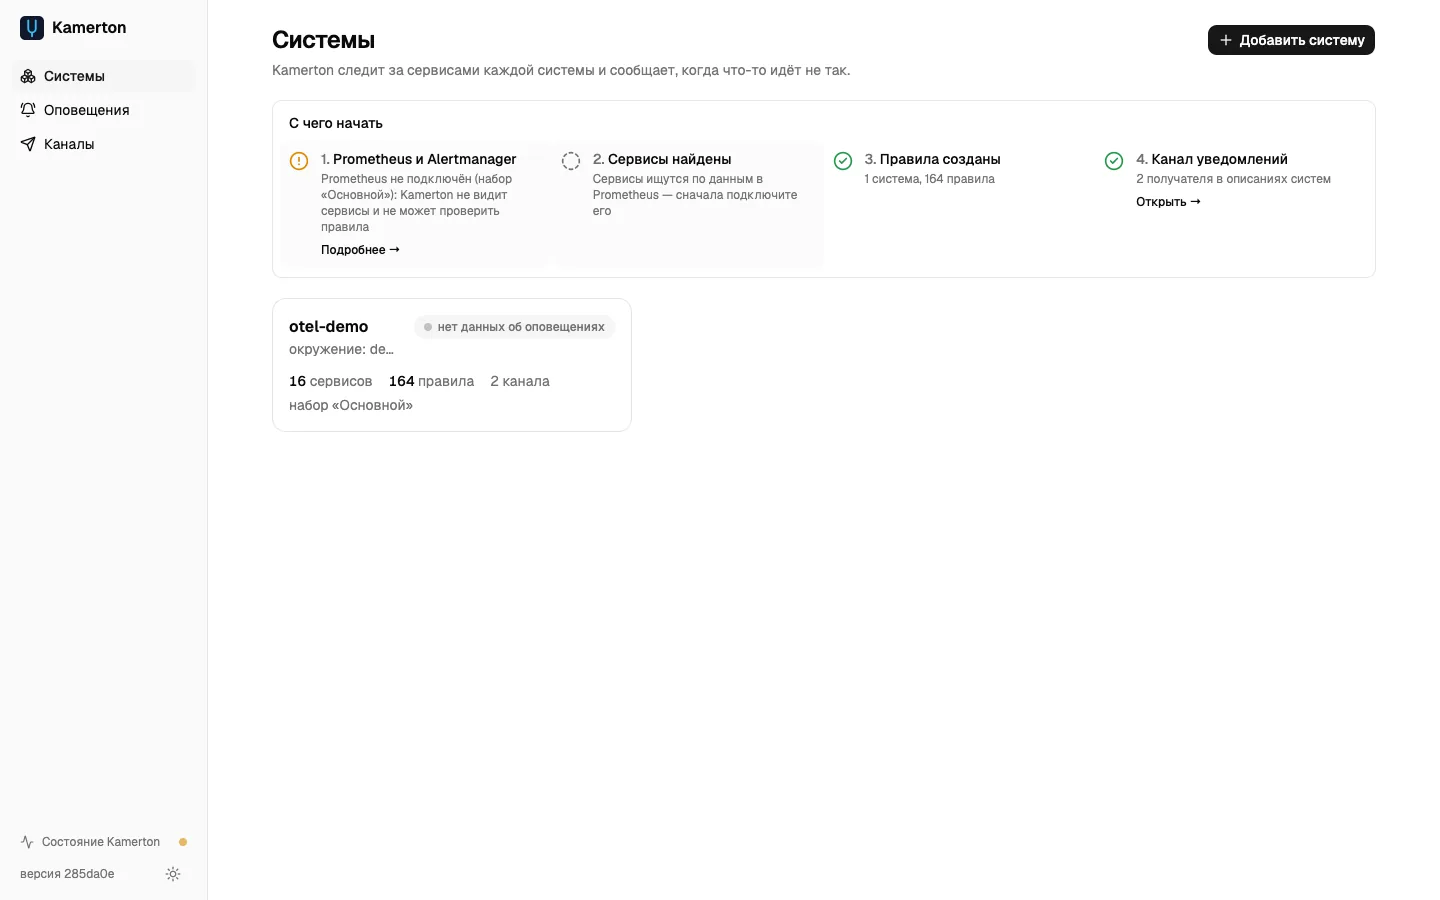 Kamerton
Системы
Оповещения
Каналы
Системы
Kamerton следит за сервисами каждой системы и сообщает, когда что-то идёт не так.
Добавить систему
С чего начать
1. Prometheus и Alertmanager
Prometheus не подключён (набор
«Основной»): Kamerton не видит
сервисы и не может проверить
правила
Подробнее →
2. Сервисы найдены
Сервисы ищутся по данным в
Prometheus — сначала подключите
его
3. Правила созданы
1 система, 164 правила
4. Канал уведомлений
2 получателя в описаниях систем
Открыть →
otel-demo
нет данных об оповещениях
окружение: de…
16 сервисов 164 правила 2 канала
набор «Основной»
Состояние Kamerton
версия 285da0e